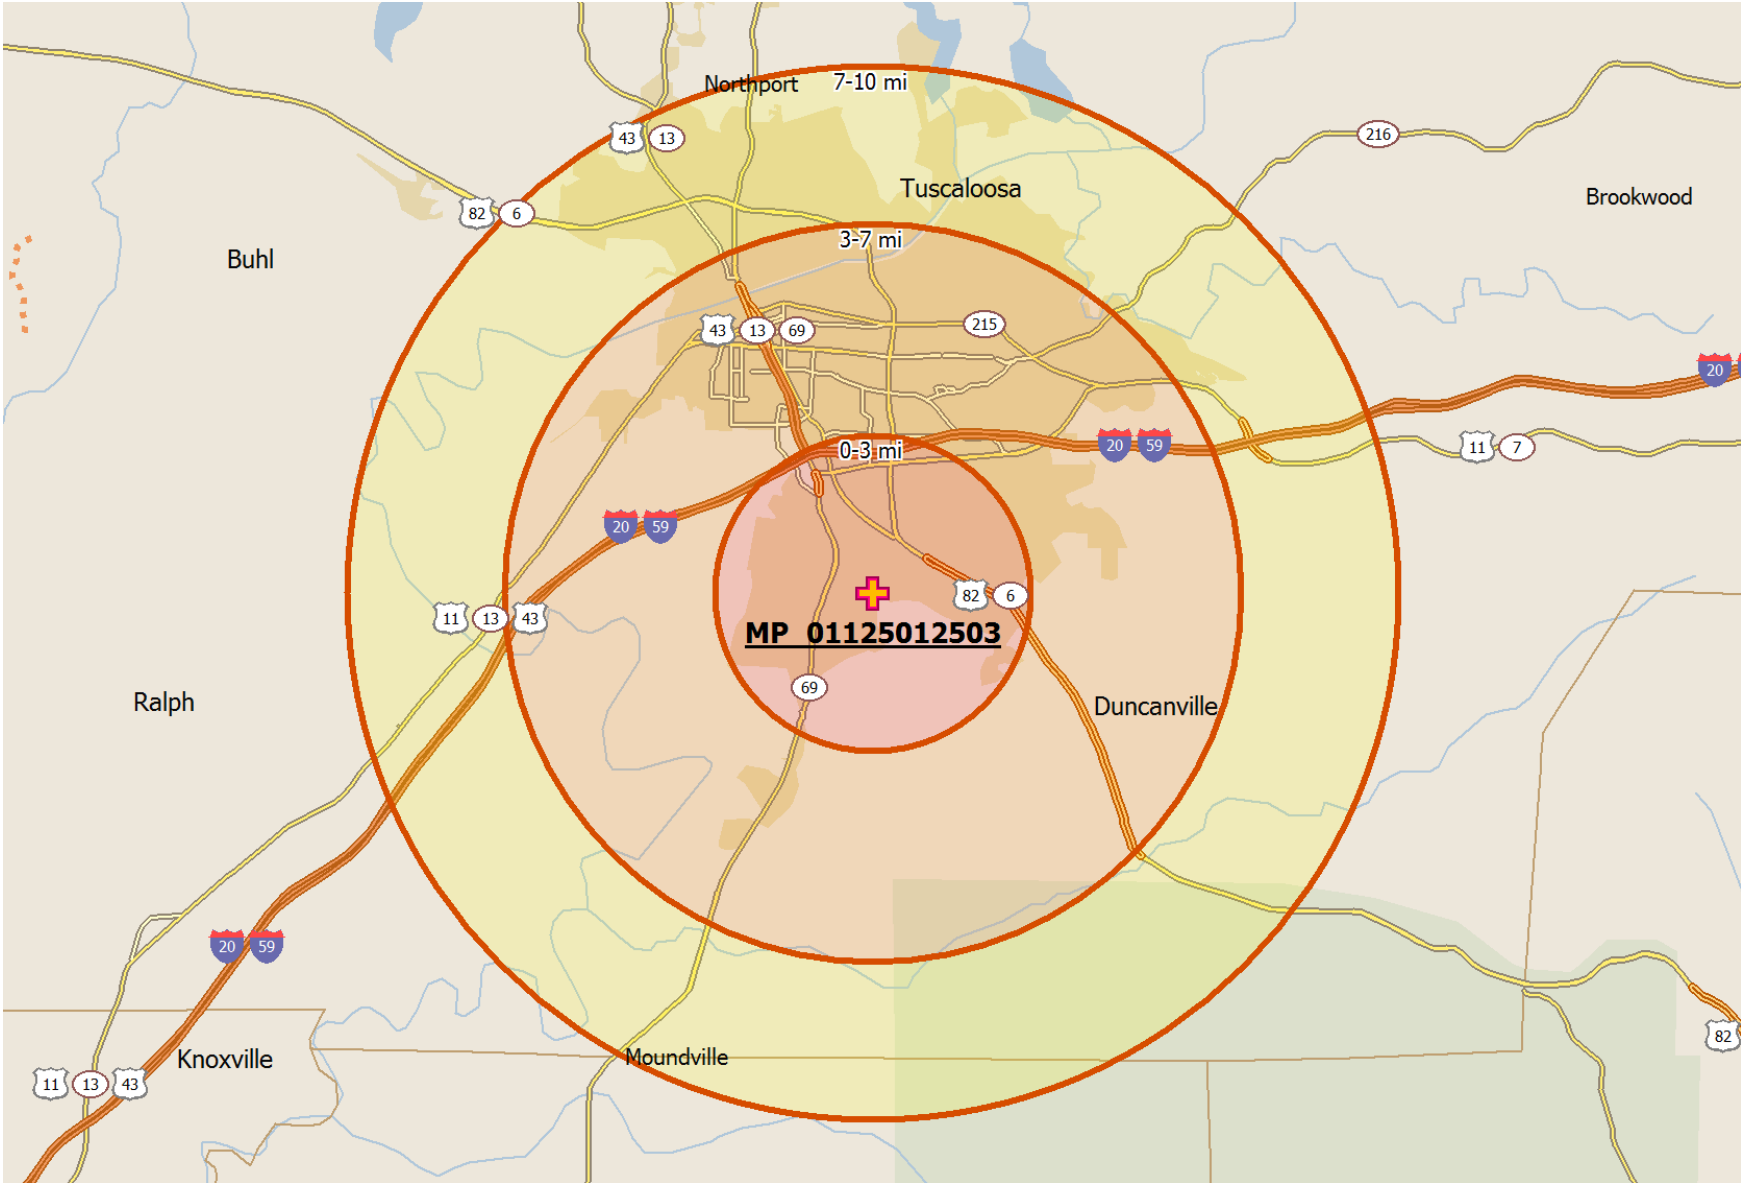 Northport
7-10 mi
43 13
216
Tuscaloosa
Brookwood
82 6
3-7 mi
Buhl
43 13 69
215
20
0-3 mi
20 59
11 7
20 59
82 6
11 13 43
MP_01125012503
69
Ralph
Duncanville
20 59
82
Knoxville
Moundville
11 13 43